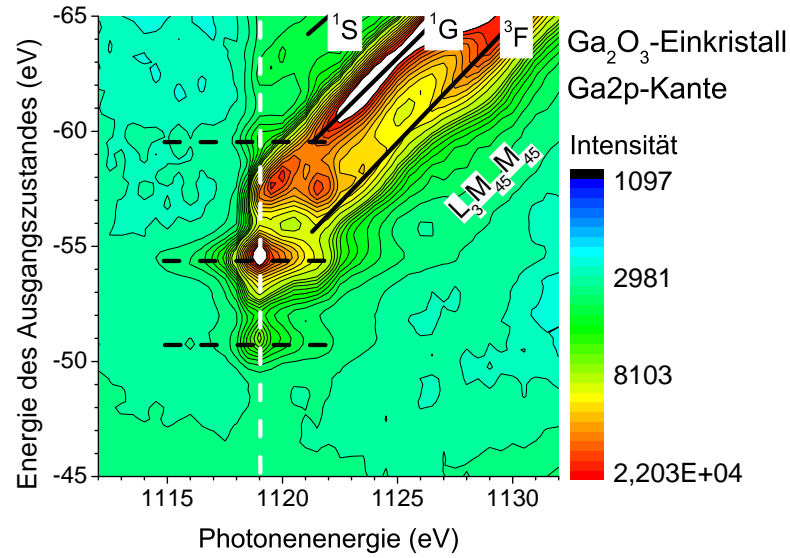 -65
-60
-55
-50
-45
Energie des Ausgangszustandes (eV)
1115
1120
1125
1130
Photonenenergie (eV)
¹S
¹G
³F
L₃M₄₅M₄₅
Ga₂O₃-Einkristall
Ga2p-Kante
Intensität
1097
2981
8103
2,203E+04